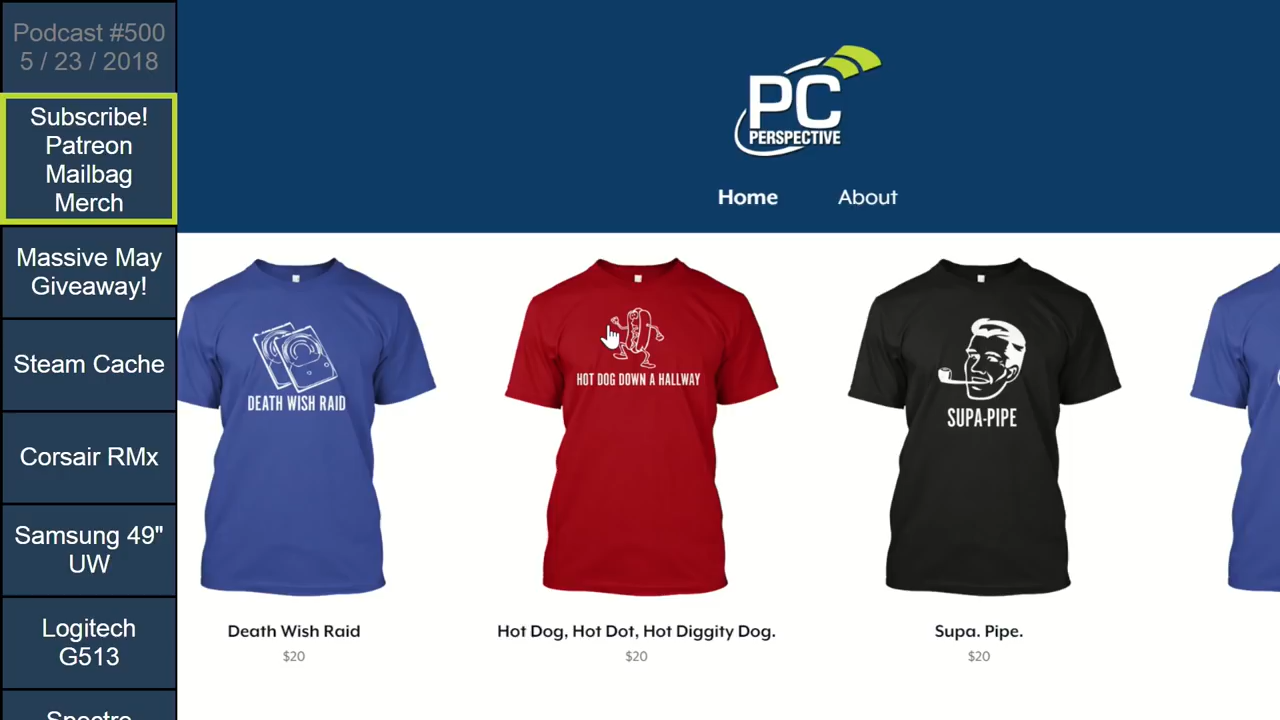 Podcast #500
5 / 23 / 2018
Subscribe!
Patreon
Mailbag
Merch
Massive May
Giveaway!
Steam Cache
Corsair RMx
Samsung 49"
UW
Logitech
G513
Spectre
PC
PERSPECTIVE
Home About
DEATH WISH RAID
HOT DOG DOWN A HALLWAY
SUPA-PIPE
Death Wish Raid
$20
Hot Dog, Hot Dot, Hot Diggity Dog.
$20
Supa. Pipe.
$20